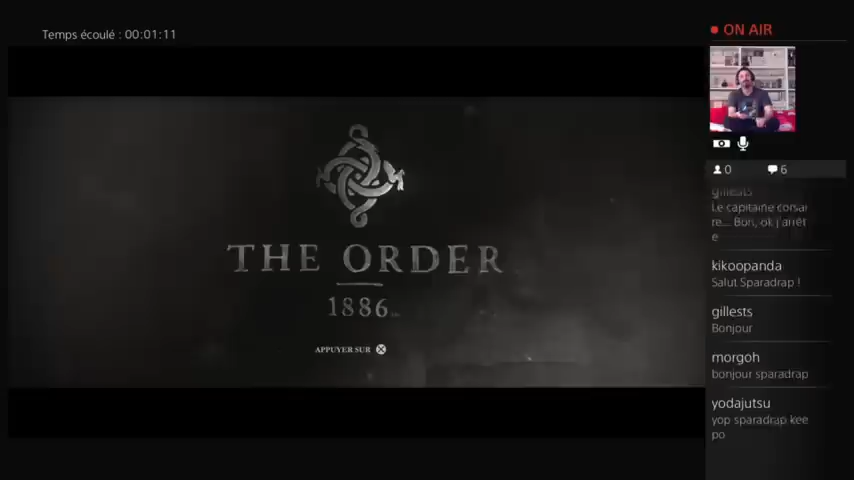 Temps écoulé : 00:01:11
ON AIR
0
6
gillests
Le capitaine corsai
re... Bon, ok j'arrêt
e
kikoopanda
Salut Sparadrap !
gillests
Bonjour
morgoh
bonjour sparadrap
yodajutsu
yop sparadrap kee
po
THE ORDER
1886
APPUYER SUR